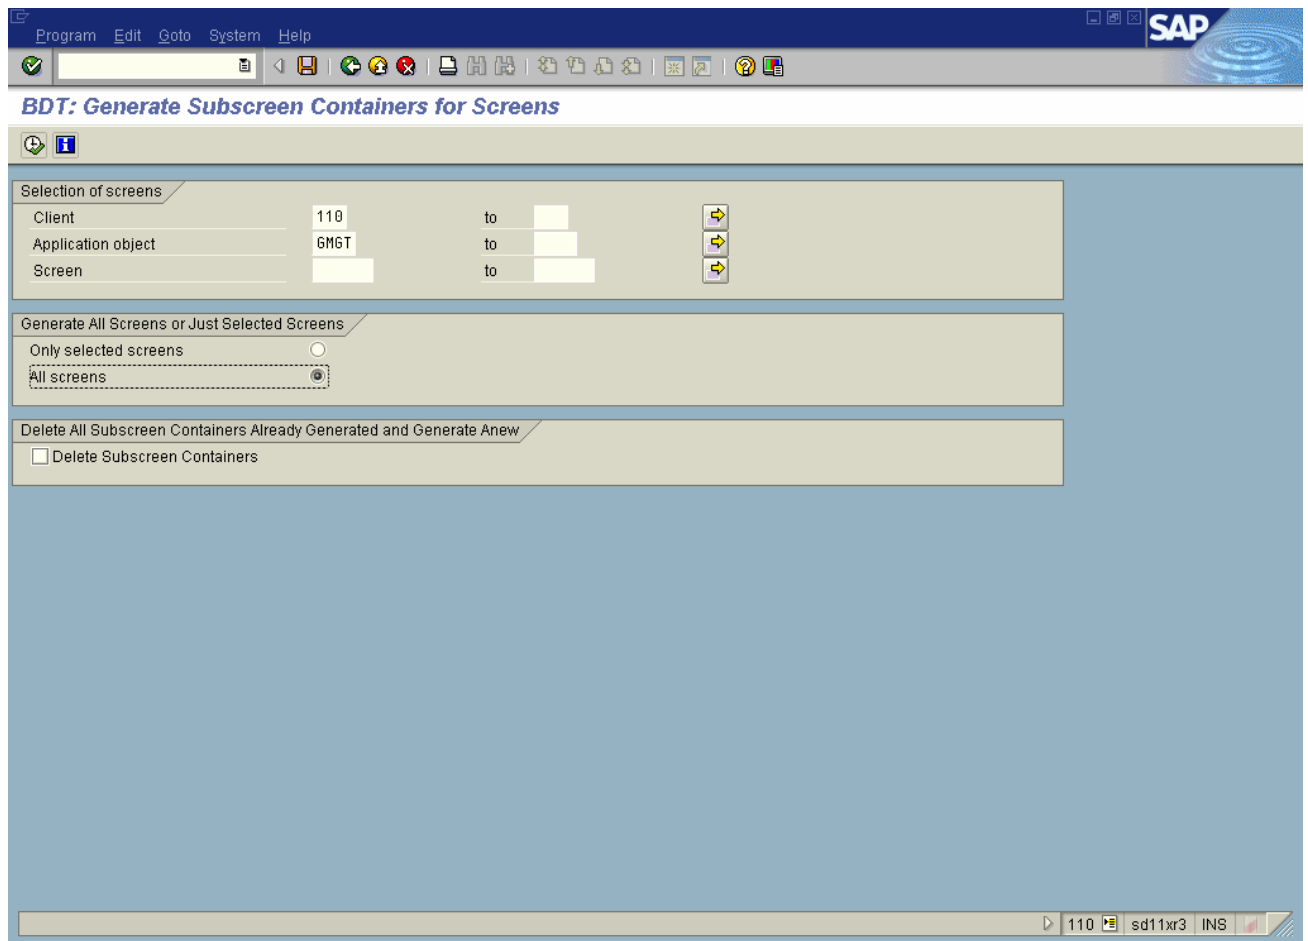 Program Edit Goto System Help
SAP
BDT: Generate Subscreen Containers for Screens
Selection of screens
Client 110 to
Application object GMGT to
Screen to
Generate All Screens or Just Selected Screens
Only selected screens
All screens
Delete All Subscreen Containers Already Generated and Generate Anew
Delete Subscreen Containers
110 sd11xr3 INS